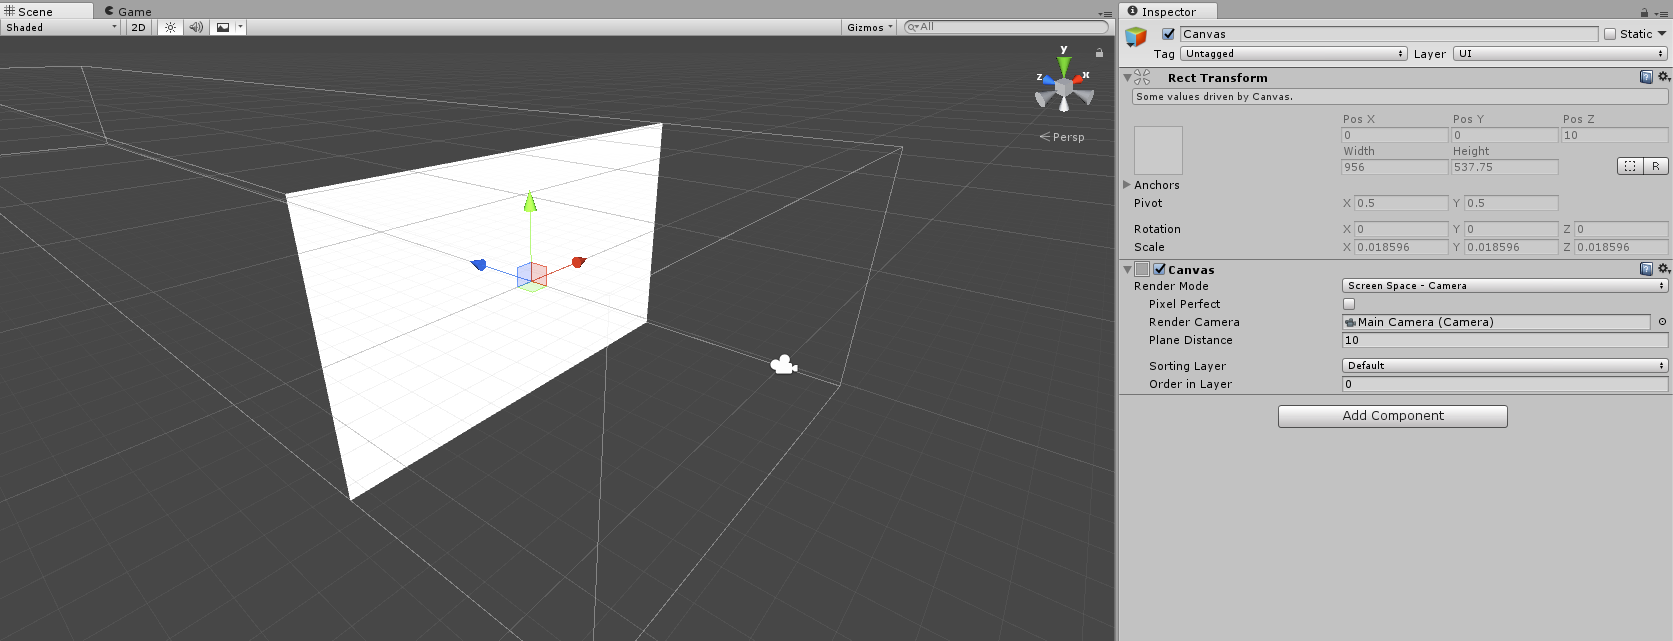 Scene
Game
Shaded
2D
Gizmos
All
y
z
x
Persp
Inspector
Canvas
Static
Tag Untagged
Layer UI
Rect Transform
Some values driven by Canvas.
Pos X Pos Y Pos Z
0 0 10
Width Height
956 537.75
R
Anchors
Pivot X 0.5 Y 0.5
Rotation X 0 Y 0 Z 0
Scale X 0.018596 Y 0.018596 Z 0.018596
Canvas
Render Mode Screen Space - Camera
Pixel Perfect
Render Camera Main Camera (Camera)
Plane Distance 10
Sorting Layer Default
Order in Layer 0
Add Component